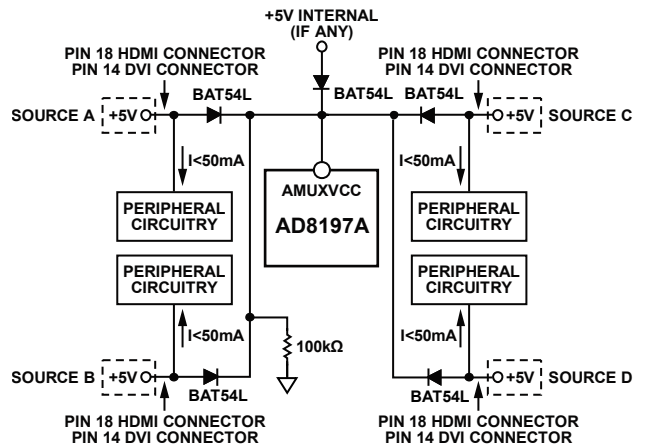 +5V INTERNAL
(IF ANY)
PIN 18 HDMI CONNECTOR
PIN 14 DVI CONNECTOR
PIN 18 HDMI CONNECTOR
PIN 14 DVI CONNECTOR
BAT54L
BAT54L
BAT54L
SOURCE A
+5V
+5V
SOURCE C
I<50mA
I<50mA
PERIPHERAL
CIRCUITRY
AMUXVCC
AD8197A
PERIPHERAL
CIRCUITRY
PERIPHERAL
CIRCUITRY
PERIPHERAL
CIRCUITRY
I<50mA
100kΩ
I<50mA
SOURCE B
+5V
BAT54L
BAT54L
+5V
SOURCE D
PIN 18 HDMI CONNECTOR
PIN 14 DVI CONNECTOR
PIN 18 HDMI CONNECTOR
PIN 14 DVI CONNECTOR